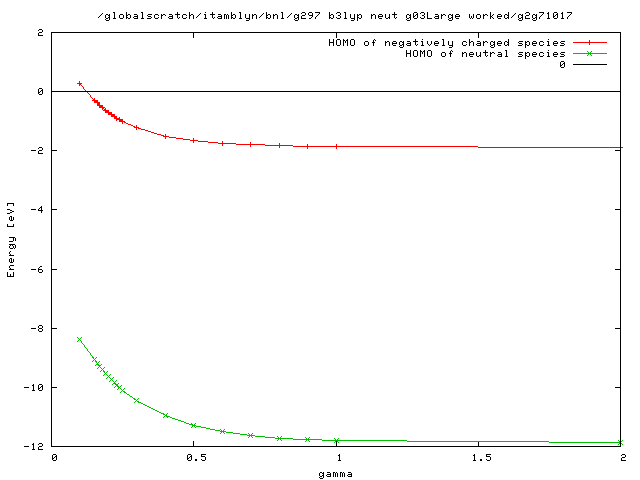 /globalscratch/itamblyn/bnl/g297 b3lyp neut g03Large worked/g2g71017
HOMO of negatively charged species
HOMO of neutral species
0
2
0
-2
-4
-6
-8
-10
-12
Energy [eV]
0 0.5 1 1.5 2
gamma